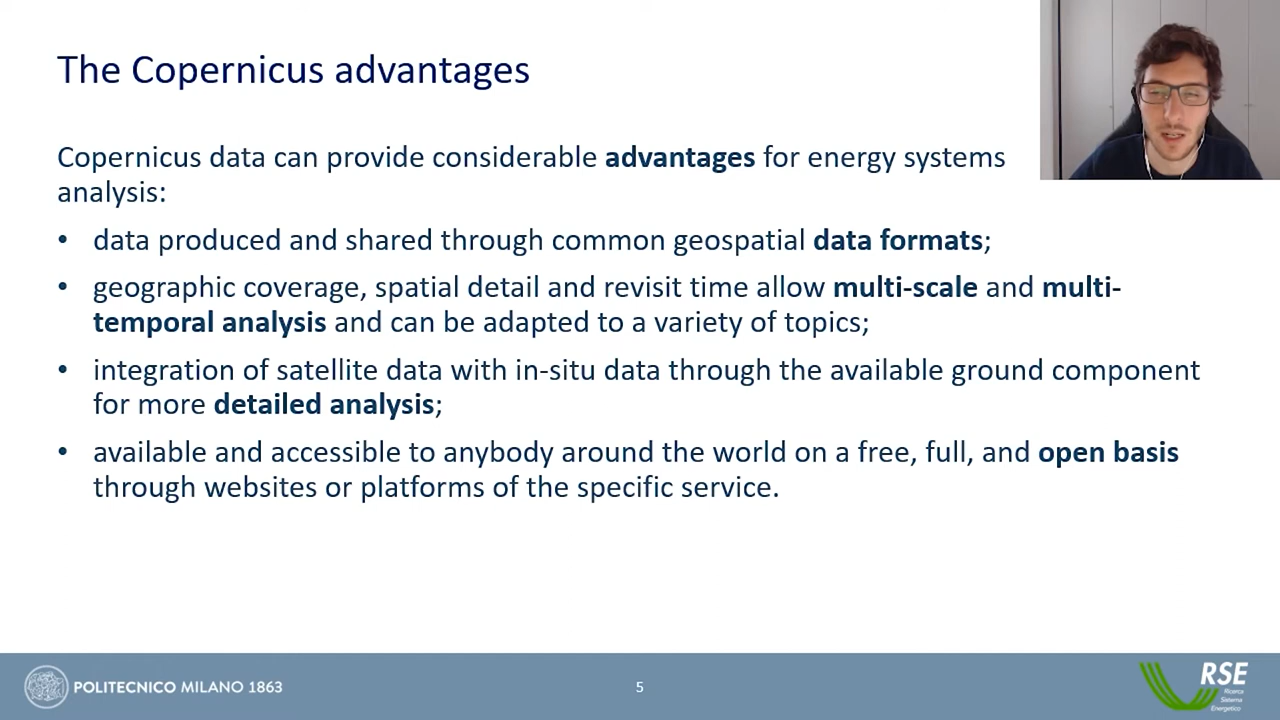 The Copernicus advantages
Copernicus data can provide considerable advantages for energy systems
analysis:
• data produced and shared through common geospatial data formats;
• geographic coverage, spatial detail and revisit time allow multi-scale and multi-
temporal analysis and can be adapted to a variety of topics;
• integration of satellite data with in-situ data through the available ground component
for more detailed analysis;
• available and accessible to anybody around the world on a free, full, and open basis
through websites or platforms of the specific service.
POLITECNICO MILANO 1863
5
RSE
Ricerca
Sistema
Energetico